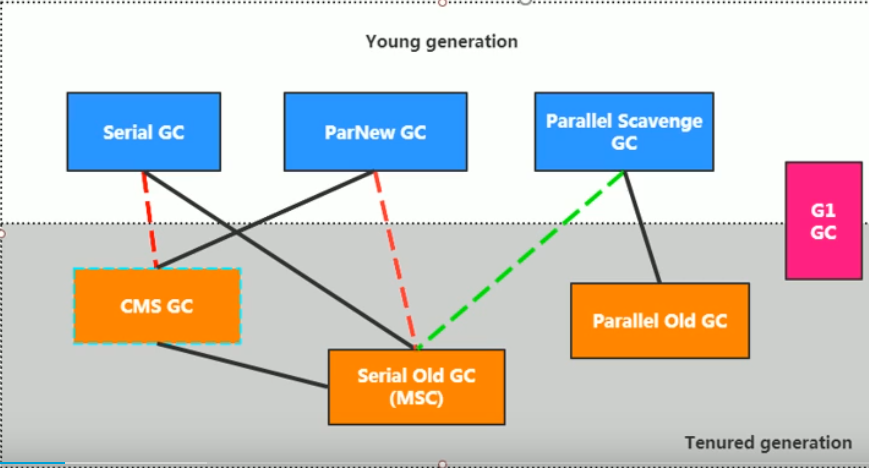 Young generation
Serial GC
ParNew GC
Parallel Scavenge
GC
G1
GC
CMS GC
Parallel Old GC
Serial Old GC
(MSC)
Tenured generation